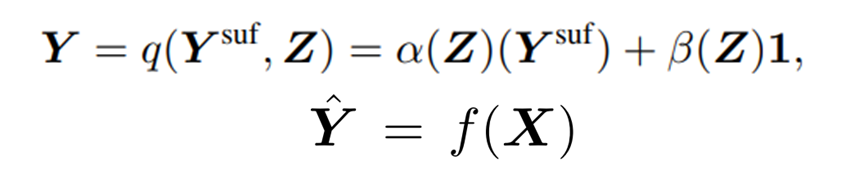 Y = q(Y^suf, Z) = α(Z)(Y^suf) + β(Z)1,
Ŷ = f(X)